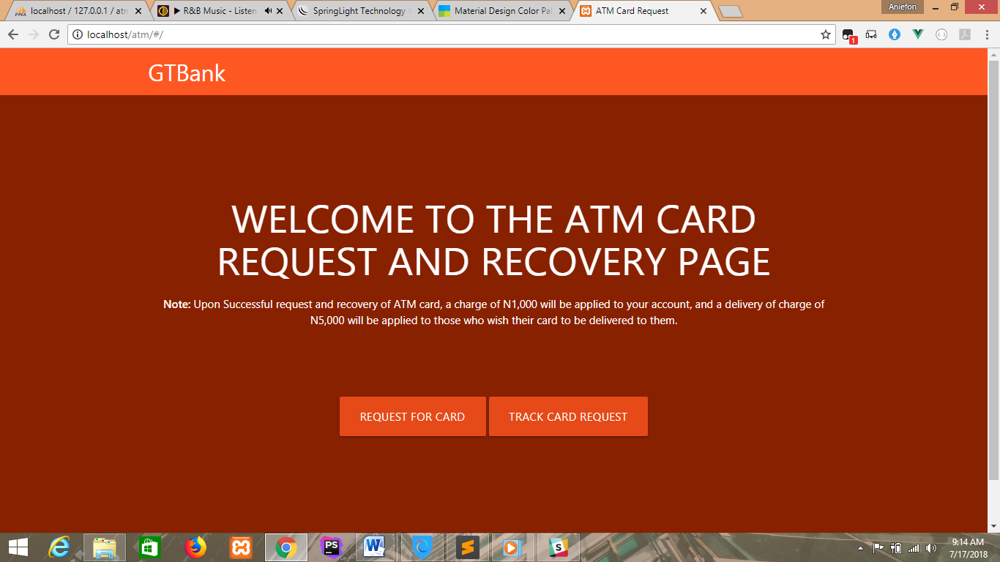 localhost / 127.0.0.1 / atm
R&B Music - Listen
SpringLight Technology
Material Design Color Pal
ATM Card Request
Aniefon
localhost/atm/#/
1
GTBank
WELCOME TO THE ATM CARD
REQUEST AND RECOVERY PAGE
Note: Upon Successful request and recovery of ATM card, a charge of N1,000 will be applied to your account, and a delivery of charge of
N5,000 will be applied to those who wish their card to be delivered to them.
REQUEST FOR CARD
TRACK CARD REQUEST
PS
9:14 AM
7/17/2018